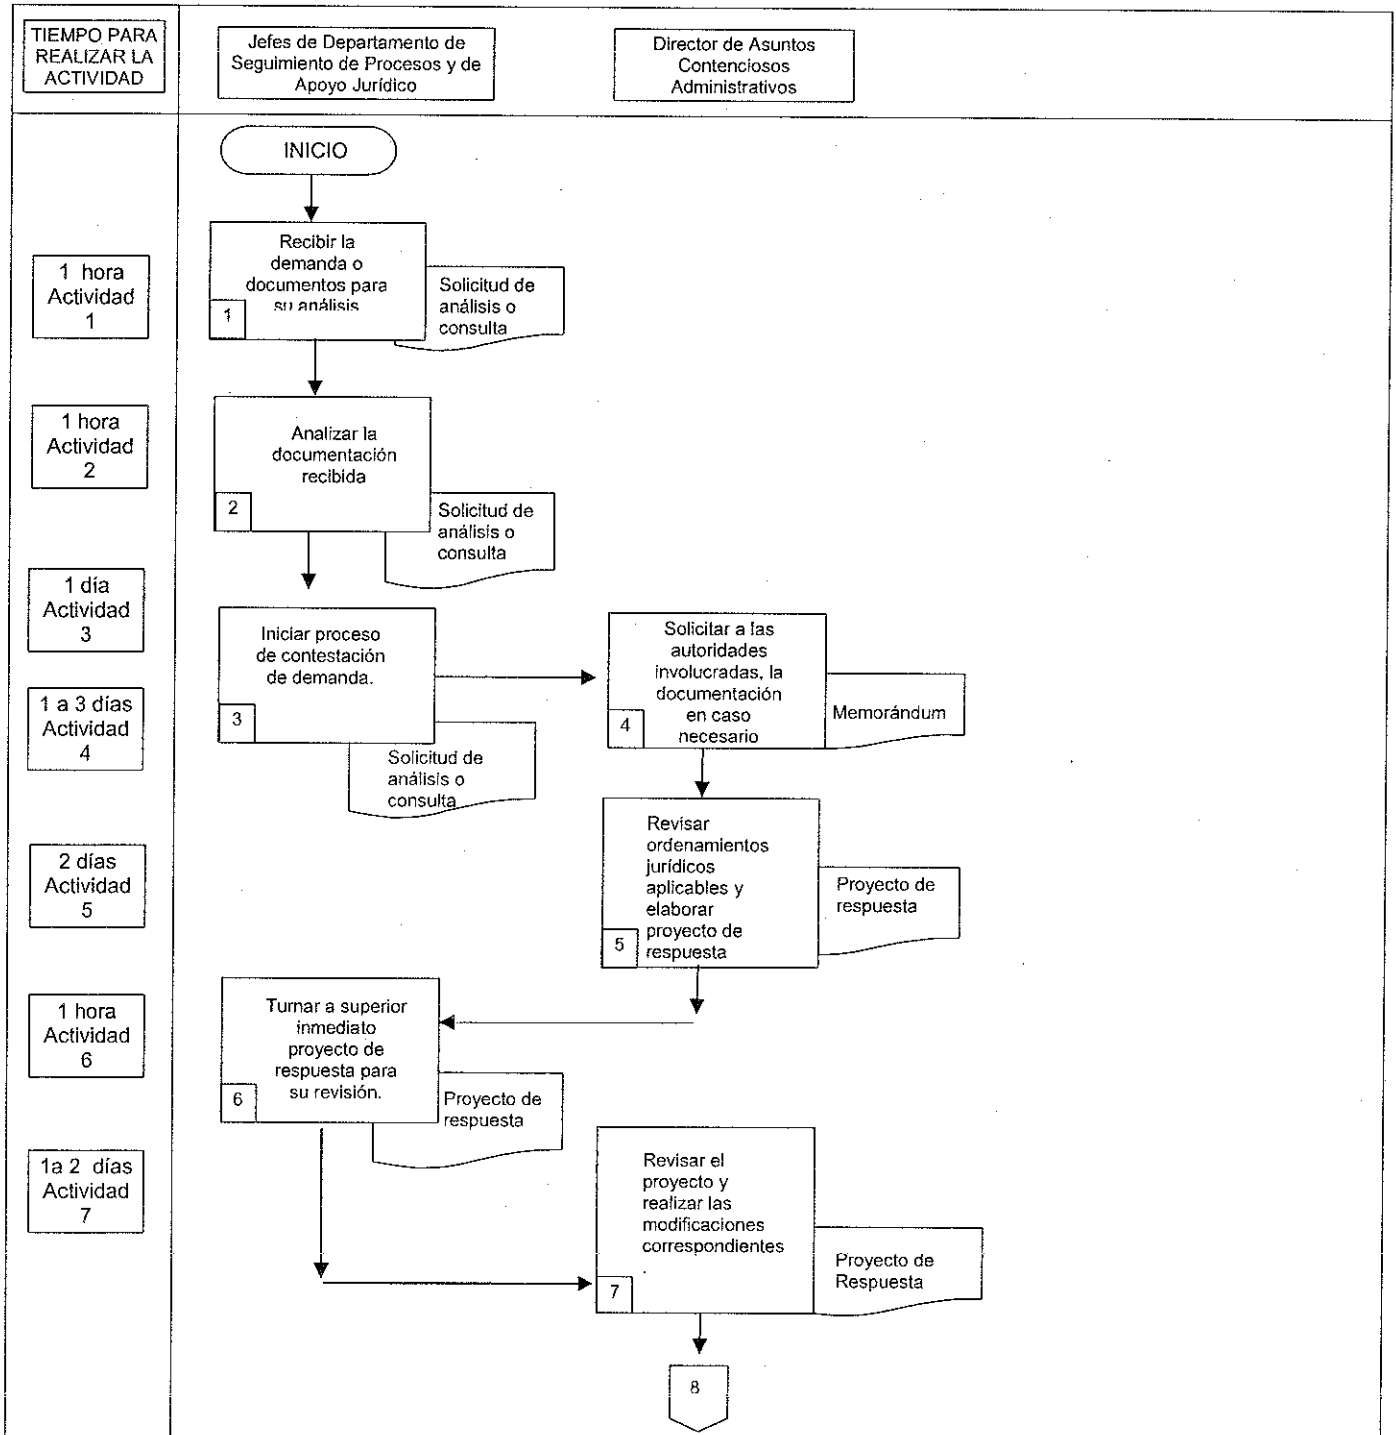 TIEMPO PARA
REALIZAR LA
ACTIVIDAD
Jefes de Departamento de
Seguimiento de Procesos y de
Apoyo Jurídico
Director de Asuntos
Contenciosos
Administrativos
INICIO
1 hora
Actividad
1
Recibir la
demanda o
documentos para
su análisis
1
Solicitud de
análisis o
consulta
1 hora
Actividad
2
Analizar la
documentación
recibida
2
Solicitud de
análisis o
consulta
1 día
Actividad
3
Iniciar proceso
de contestación
de demanda.
3
Solicitud de
análisis o
consulta
1 a 3 días
Actividad
4
Solicitar a las
autoridades
involucradas, la
documentación
en caso
necesario
4
Memorándum
2 días
Actividad
5
Revisar
ordenamientos
jurídicos
aplicables y
elaborar
proyecto de
respuesta
5
Proyecto de
respuesta
1 hora
Actividad
6
Turnar a superior
inmediato
proyecto de
respuesta para
su revisión.
6
Proyecto de
respuesta
1a 2 días
Actividad
7
Revisar el
proyecto y
realizar las
modificaciones
correspondientes
7
Proyecto de
Respuesta
8